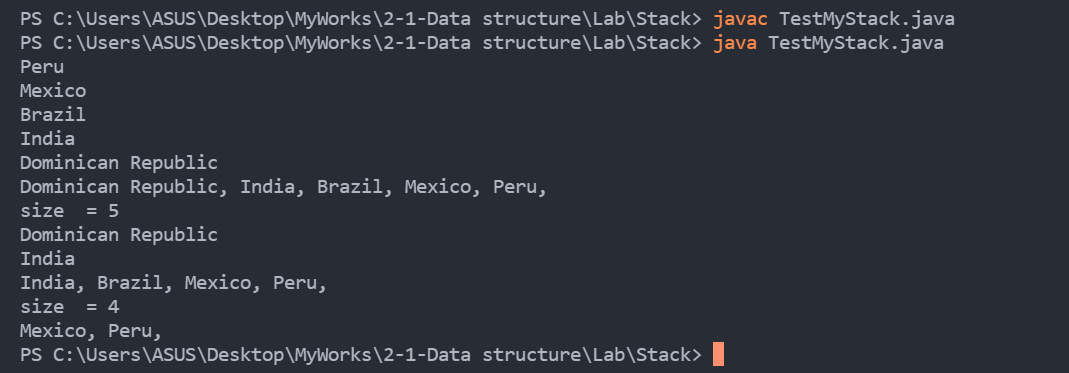 PS C:\Users\ASUS\Desktop\MyWorks\2-1-Data structure\Lab\Stack> javac TestMyStack.java
PS C:\Users\ASUS\Desktop\MyWorks\2-1-Data structure\Lab\Stack> java TestMyStack.java
Peru
Mexico
Brazil
India
Dominican Republic
Dominican Republic, India, Brazil, Mexico, Peru,
size  = 5
Dominican Republic
India
India, Brazil, Mexico, Peru,
size  = 4
Mexico, Peru,
PS C:\Users\ASUS\Desktop\MyWorks\2-1-Data structure\Lab\Stack>